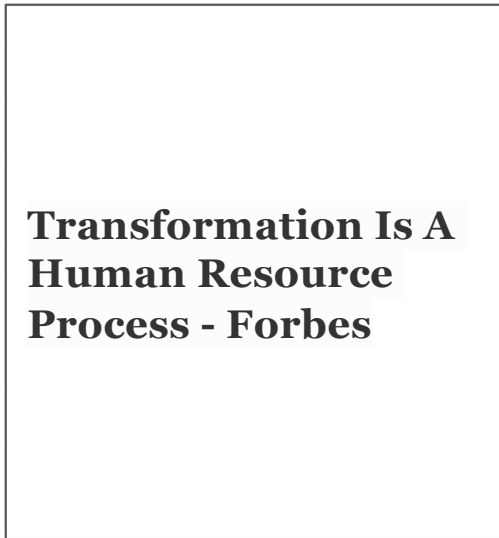 Transformation Is A
Human Resource
Process - Forbes